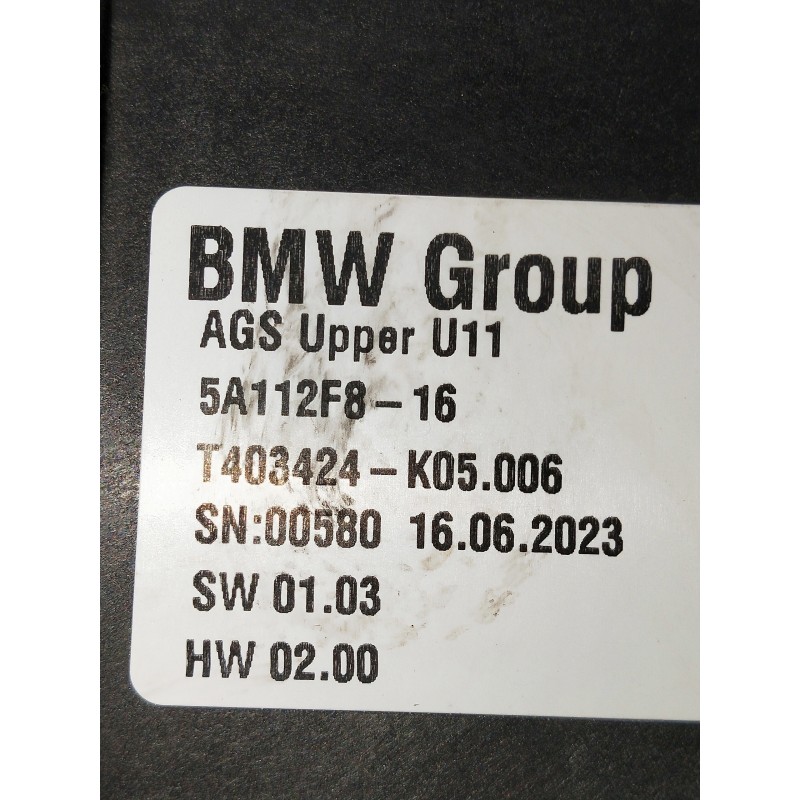 BMW Group
AGS Upper U11
5A112F8-16
T403424-K05.006
SN:00580 16.06.2023
SW 01.03
HW 02.00